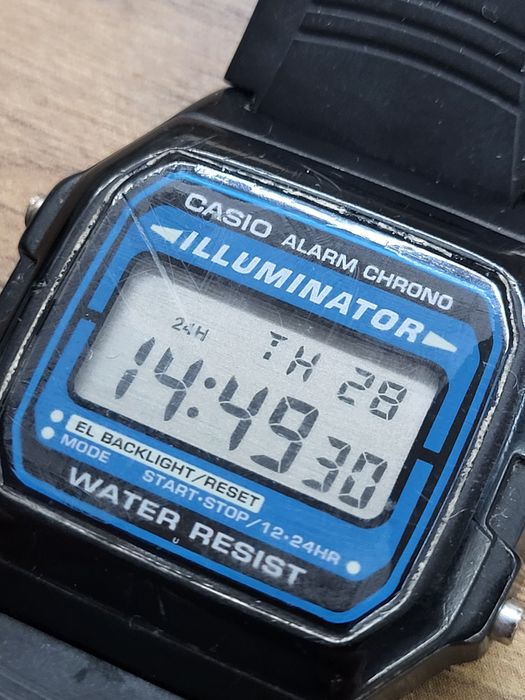 CASIO ALARM CHRONO
ILLUMINATOR
24H TH 28
14:49 30
EL BACKLIGHT/RESET
MODE START·STOP/12·24HR
WATER RESIST
U